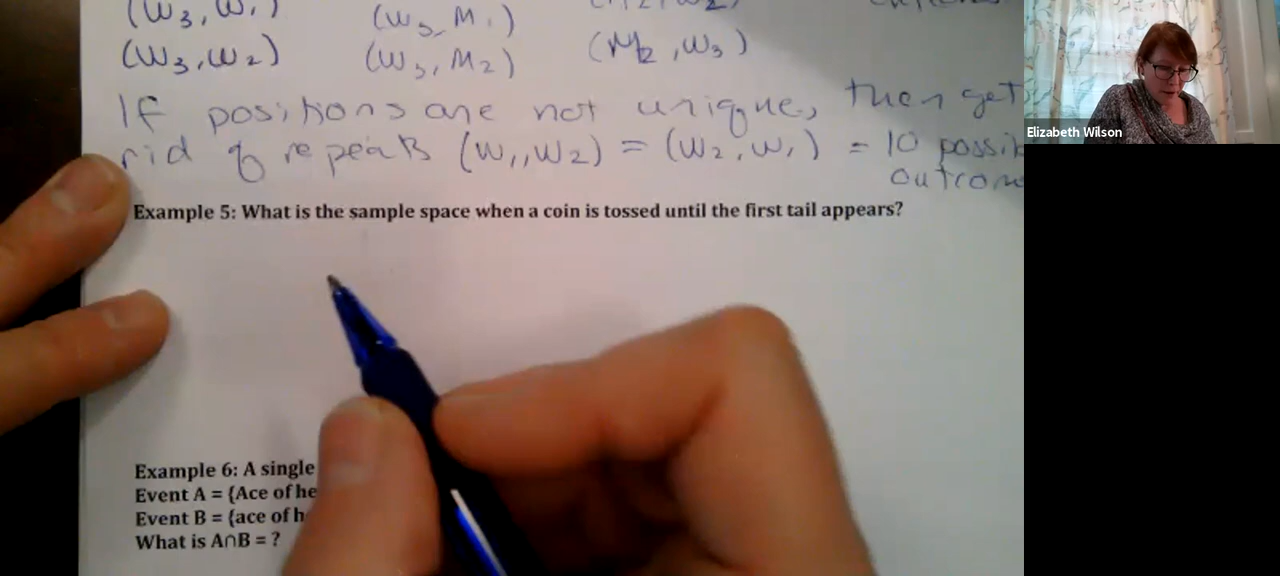 (W3, W1) (W3, M1)
(W3, W2) (W3, M2) (M2, W3)
If positions are not unique, then get
rid of repeats (W1, W2) = (W2, W1) = 10 possib
outcome
Example 5: What is the sample space when a coin is tossed until the first tail appears?
Example 6: A single
Event A = {Ace of he
Event B = {ace of h
What is A∩B = ?
Elizabeth Wilson